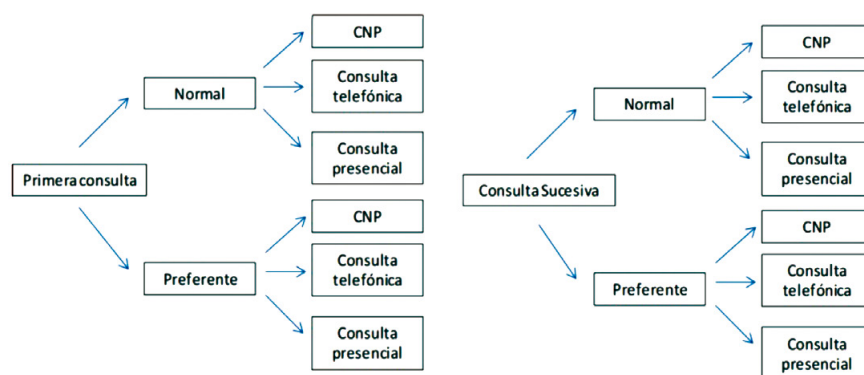 CNP
Normal
Consulta
telefónica
Consulta
presencial
Primera consulta
CNP
Preferente
Consulta
telefónica
Consulta
presencial
CNP
Normal
Consulta
telefónica
Consulta
presencial
Consulta Sucesiva
CNP
Preferente
Consulta
telefónica
Consulta
presencial